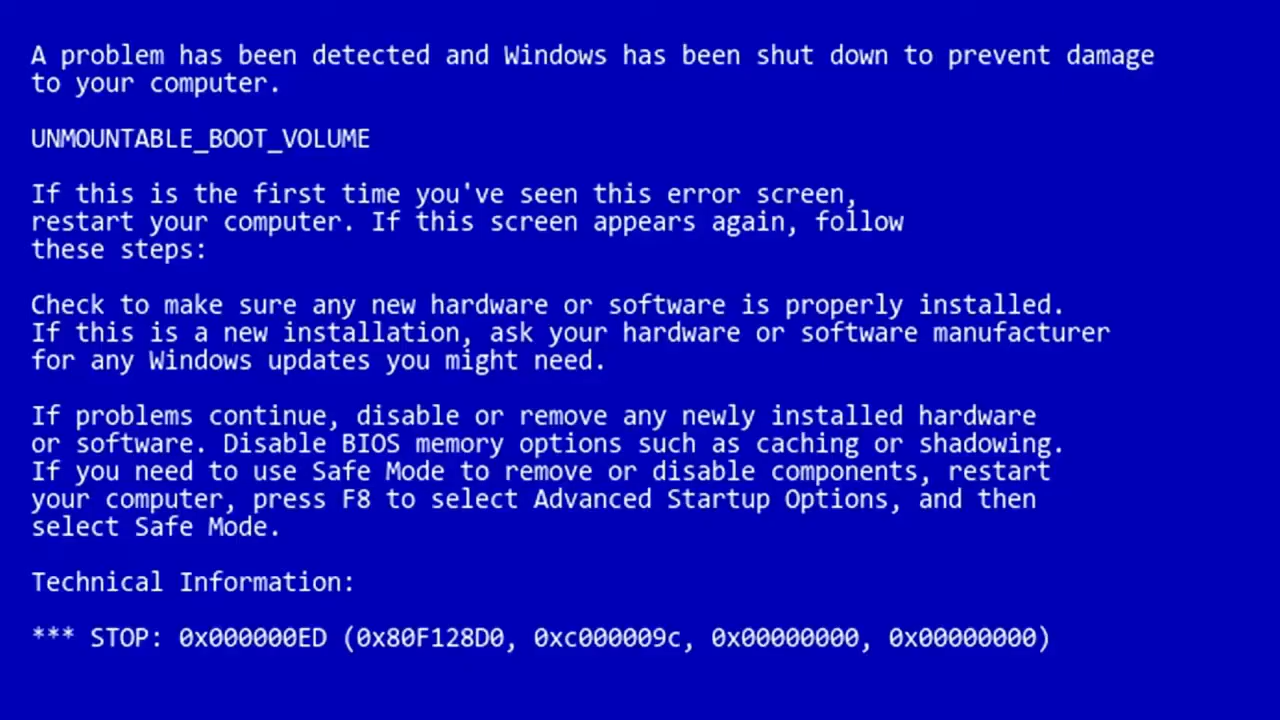 A problem has been detected and Windows has been shut down to prevent damage
to your computer.
UNMOUNTABLE_BOOT_VOLUME
If this is the first time you've seen this error screen,
restart your computer. If this screen appears again, follow
these steps:
Check to make sure any new hardware or software is properly installed.
If this is a new installation, ask your hardware or software manufacturer
for any Windows updates you might need.
If problems continue, disable or remove any newly installed hardware
or software. Disable BIOS memory options such as caching or shadowing.
If you need to use Safe Mode to remove or disable components, restart
your computer, press F8 to select Advanced Startup Options, and then
select Safe Mode.
Technical Information:
*** STOP: 0x000000ED (0x80F128D0, 0xc000009c, 0x00000000, 0x00000000)